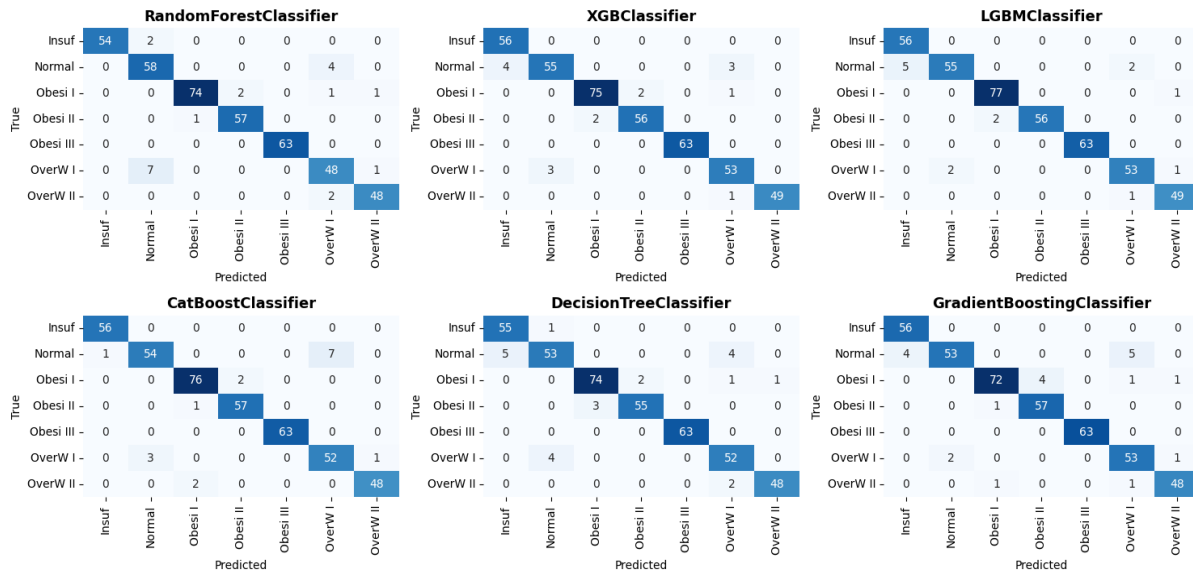 RandomForestClassifier
True
Insuf 54 2 0 0 0 0 0
Normal 0 58 0 0 0 4 0
Obesi I 0 0 74 2 0 1 1
Obesi II 0 0 1 57 0 0 0
Obesi III 0 0 0 0 63 0 0
OverW I 0 7 0 0 0 48 1
OverW II 0 0 0 0 0 2 48
Insuf Normal Obesi I Obesi II Obesi III OverW I OverW II
Predicted
XGBClassifier
True
Insuf 56 0 0 0 0 0 0
Normal 4 55 0 0 0 3 0
Obesi I 0 0 75 2 0 1 0
Obesi II 0 0 2 56 0 0 0
Obesi III 0 0 0 0 63 0 0
OverW I 0 3 0 0 0 53 0
OverW II 0 0 0 0 0 1 49
Insuf Normal Obesi I Obesi II Obesi III OverW I OverW II
Predicted
LGBMClassifier
True
Insuf 56 0 0 0 0 0 0
Normal 5 55 0 0 0 2 0
Obesi I 0 0 77 0 0 0 1
Obesi II 0 0 2 56 0 0 0
Obesi III 0 0 0 0 63 0 0
OverW I 0 2 0 0 0 53 1
OverW II 0 0 0 0 0 1 49
Insuf Normal Obesi I Obesi II Obesi III OverW I OverW II
Predicted
CatBoostClassifier
True
Insuf 56 0 0 0 0 0 0
Normal 1 54 0 0 0 7 0
Obesi I 0 0 76 2 0 0 0
Obesi II 0 0 1 57 0 0 0
Obesi III 0 0 0 0 63 0 0
OverW I 0 3 0 0 0 52 1
OverW II 0 0 2 0 0 0 48
Insuf Normal Obesi I Obesi II Obesi III OverW I OverW II
Predicted
DecisionTreeClassifier
True
Insuf 55 1 0 0 0 0 0
Normal 5 53 0 0 0 4 0
Obesi I 0 0 74 2 0 1 1
Obesi II 0 0 3 55 0 0 0
Obesi III 0 0 0 0 63 0 0
OverW I 0 4 0 0 0 52 0
OverW II 0 0 0 0 0 2 48
Insuf Normal Obesi I Obesi II Obesi III OverW I OverW II
Predicted
GradientBoostingClassifier
True
Insuf 56 0 0 0 0 0 0
Normal 4 53 0 0 0 5 0
Obesi I 0 0 72 4 0 1 1
Obesi II 0 0 1 57 0 0 0
Obesi III 0 0 0 0 63 0 0
OverW I 0 2 0 0 0 53 1
OverW II 0 0 1 0 0 1 48
Insuf Normal Obesi I Obesi II Obesi III OverW I OverW II
Predicted